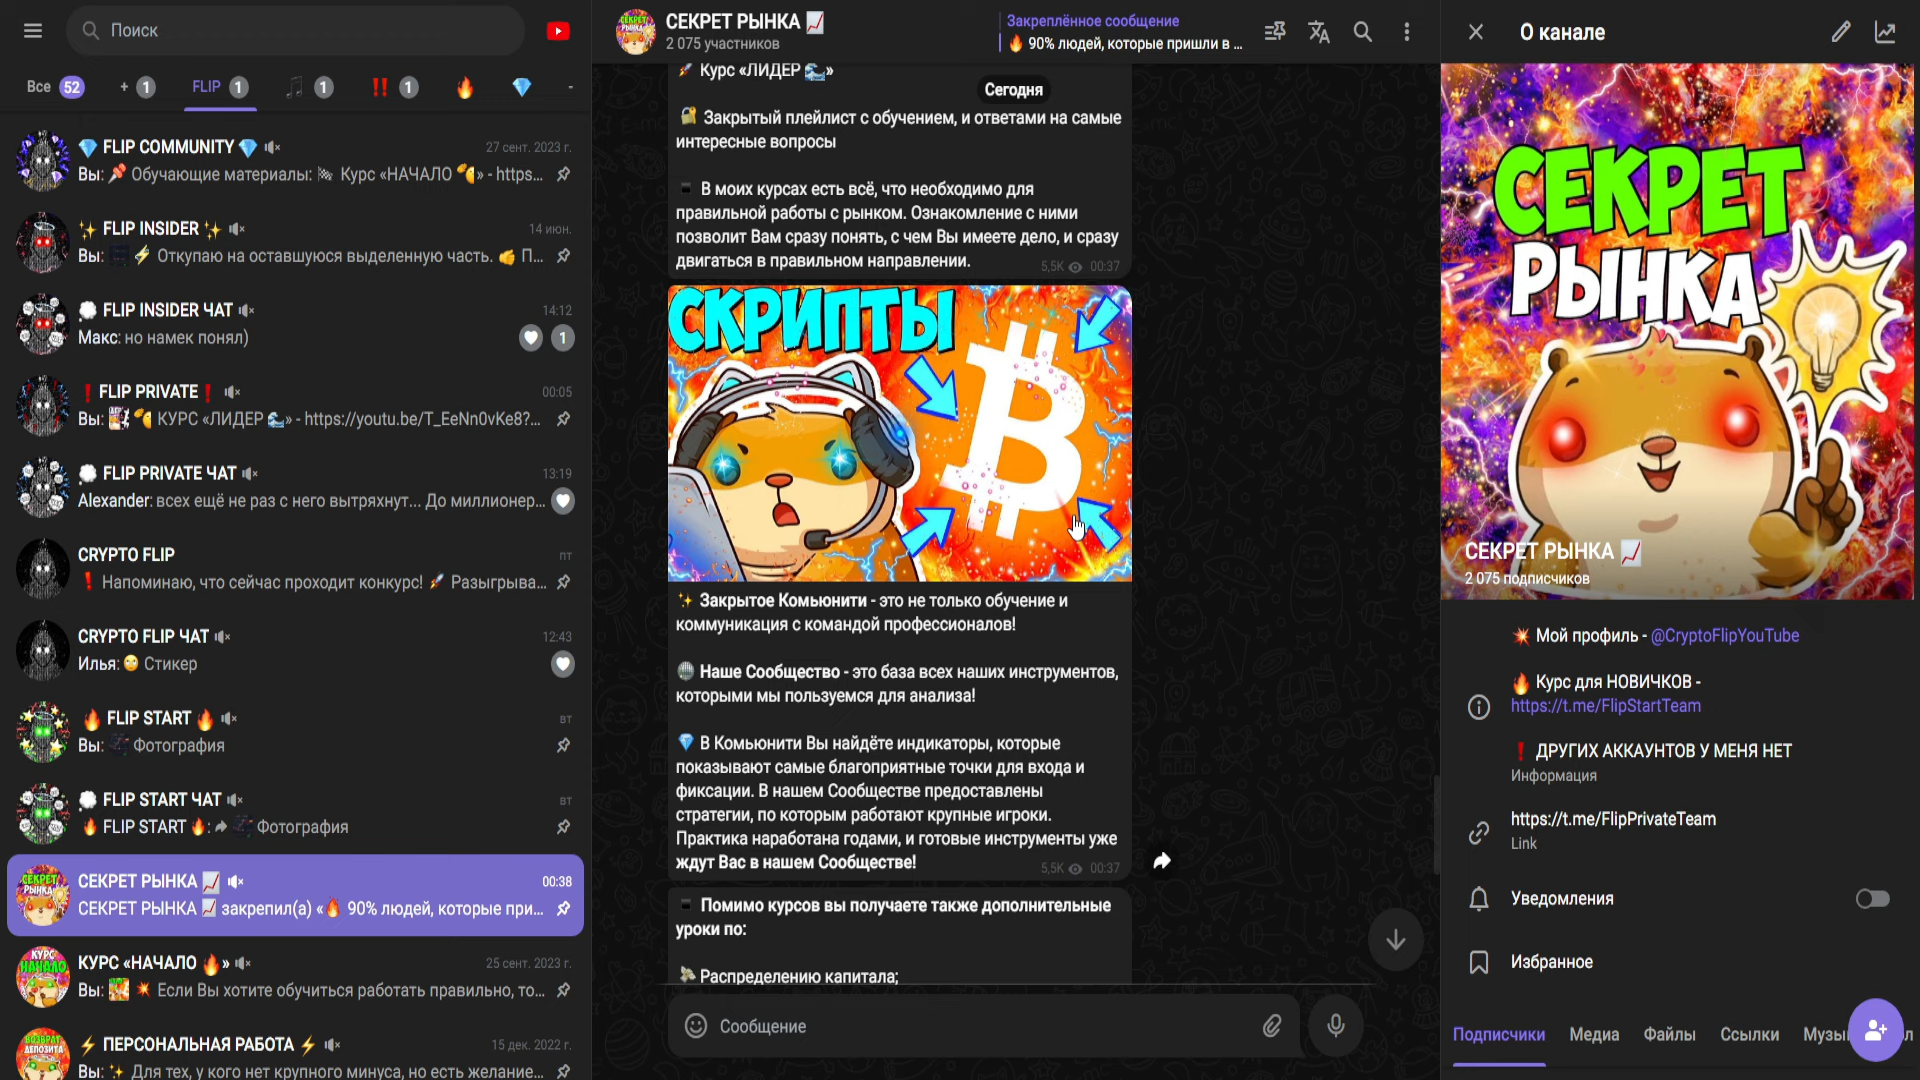 Поиск
Все 52
+ 1
FLIP 1
1
‼ 1
FLIP COMMUNITY
27 сент. 2023 г.
Вы: Обучающие материалы: Курс «НАЧАЛО » - https...
FLIP INSIDER
14 июн.
Вы: Откупаю на оставшуюся выделенную часть. П...
FLIP INSIDER ЧАТ
14:12
Макс: но намек понял)
1
FLIP PRIVATE
00:05
Вы: КУРС «ЛИДЕР » - https://youtu.be/T_EeNn0vKe8?...
FLIP PRIVATE ЧАТ
13:19
Alexander: всех ещё не раз с него вытряхнут... До миллионер...
CRYPTO FLIP
пт
Напоминаю, что сейчас проходит конкурс! Разыгрыва...
CRYPTO FLIP ЧАТ
12:43
Илья: Стикер
FLIP START
вт
Вы: Фотография
FLIP START ЧАТ
вт
FLIP START : Фотография
СЕКРЕТ РЫНКА
00:38
СЕКРЕТ РЫНКА закрепил(а) « 90% людей, которые при...
КУРС «НАЧАЛО »
25 сент. 2023 г.
Вы: Если Вы хотите обучиться работать правильно, то...
ПЕРСОНАЛЬНАЯ РАБОТА
15 дек. 2022 г.
Вы: Для тех, у кого нет крупного минуса, но есть желание...
СЕКРЕТ РЫНКА
2 075 участников
Закреплённое сообщение
90% людей, которые пришли в ...
Курс «ЛИДЕР »
Сегодня
Закрытый плейлист с обучением, и ответами на самые
интересные вопросы
В моих курсах есть всё, что необходимо для
правильной работы с рынком. Ознакомление с ними
позволит Вам сразу понять, с чем Вы имеете дело, и сразу
двигаться в правильном направлении.
5,5K 00:37
СКРИПТЫ
Закрытое Комьюнити - это не только обучение и
коммуникация с командой профессионалов!
Наше Сообщество - это база всех наших инструментов,
которыми мы пользуемся для анализа!
В Комьюнити Вы найдёте индикаторы, которые
показывают самые благоприятные точки для входа и
фиксации. В нашем Сообществе предоставлены
стратегии, по которым работают крупные игроки.
Практика наработана годами, и готовые инструменты уже
ждут Вас в нашем Сообществе!
5,5K 00:37
Помимо курсов вы получаете также дополнительные
уроки по:
Распределению капитала;
Сообщение
О канале
СЕКРЕТ
РЫНКА
СЕКРЕТ РЫНКА
2 075 подписчиков
Мой профиль - @CryptoFlipYouTube
Курс для НОВИЧКОВ -
https://t.me/FlipStartTeam
ДРУГИХ АККАУНТОВ У МЕНЯ НЕТ
Информация
https://t.me/FlipPrivateTeam
Link
Уведомления
Избранное
Подписчики Медиа Файлы Ссылки Музы